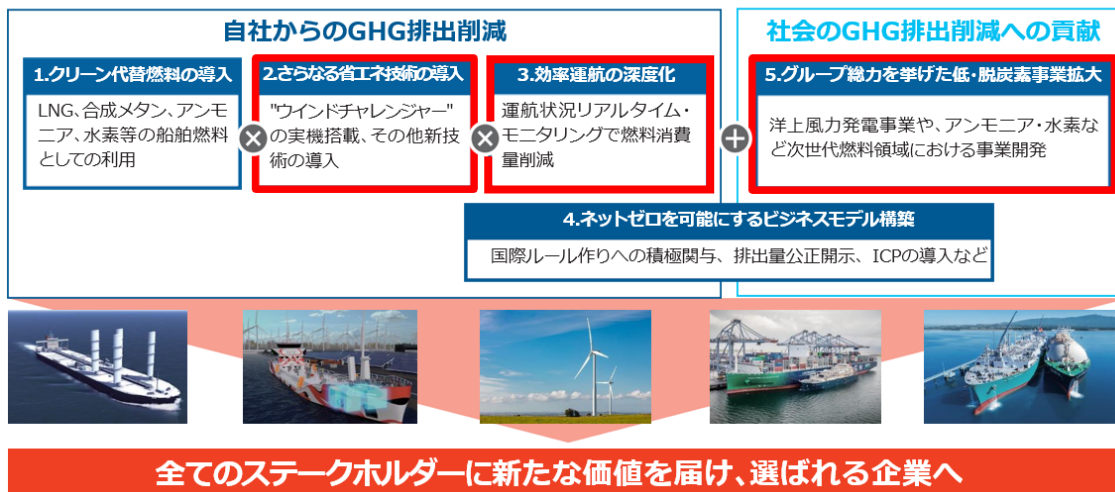 自社からのGHG排出削減
社会のGHG排出削減への貢献
1.クリーン代替燃料の導入
LNG、合成メタン、アンモ
ニア、水素等の船舶燃料
としての利用
2.さらなる省エネ技術の導入
"ウインドチャレンジャー"
の実機搭載、その他新技
術の導入
3.効率運航の深度化
運航状況リアルタイム・
モニタリングで燃料消費
量削減
5.グループ総力を挙げた低・脱炭素事業拡大
洋上風力発電事業や、アンモニア・水素な
ど次世代燃料領域における事業開発
4.ネットゼロを可能にするビジネスモデル構築
国際ルール作りへの積極関与、排出量公正開示、ICPの導入など
全てのステークホルダーに新たな価値を届け、選ばれる企業へ